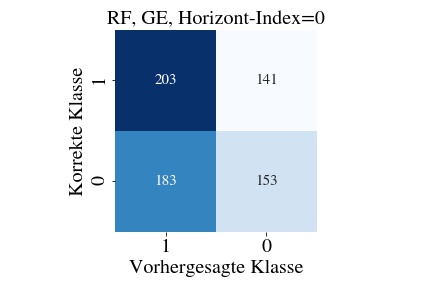 RF, GE, Horizont-Index=0
Korrekte Klasse
1
203
141
0
183
153
1
0
Vorhergesagte Klasse